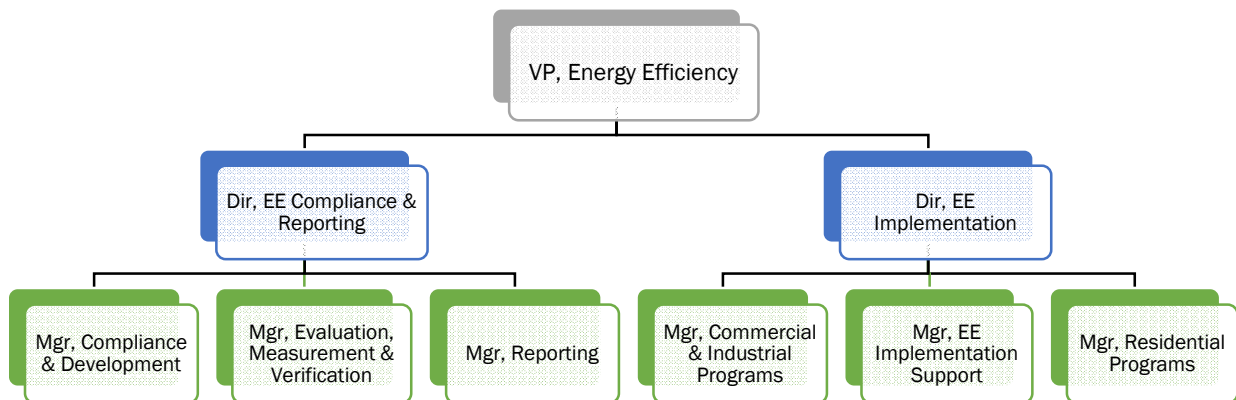 VP, Energy Efficiency
Dir, EE Compliance &
Reporting
Dir, EE
Implementation
Mgr, Compliance
& Development
Mgr, Evaluation,
Measurement &
Verification
Mgr, Reporting
Mgr, Commercial
& Industrial
Programs
Mgr, EE
Implementation
Support
Mgr, Residential
Programs